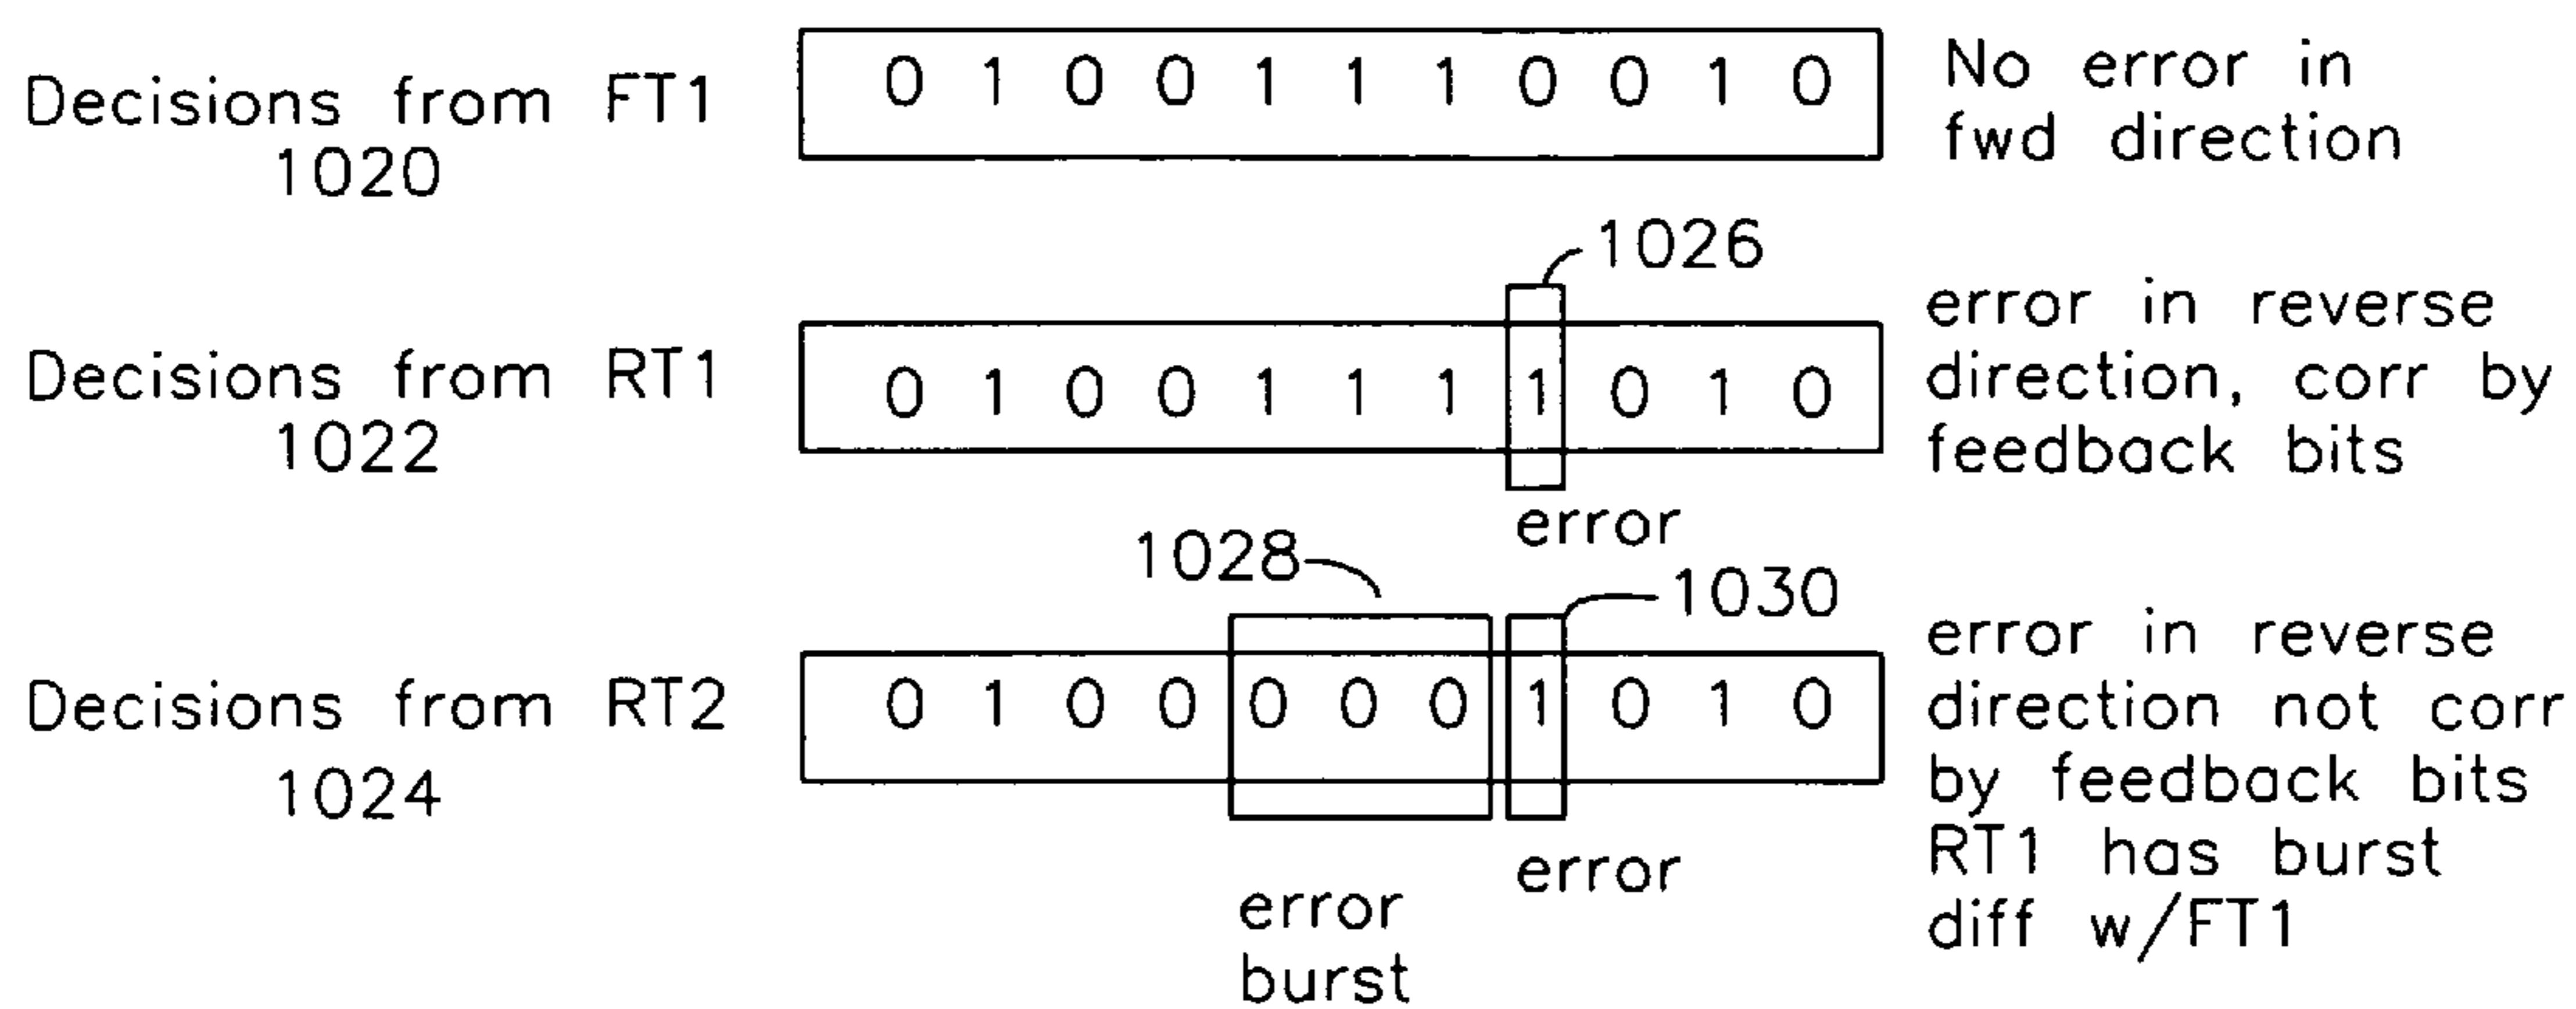 Decisions from FT1
1020
0 1 0 0 1 1 1 0 0 1 0
No error in
fwd direction
1026
Decisions from RT1
1022
0 1 0 0 1 1 1 1 0 1 0
error
error in reverse
direction, corr by
feedback bits
1028
1030
Decisions from RT2
1024
0 1 0 0 0 0 0 1 0 1 0
error
burst
error
error in reverse
direction not corr
by feedback bits
RT1 has burst
diff w/FT1